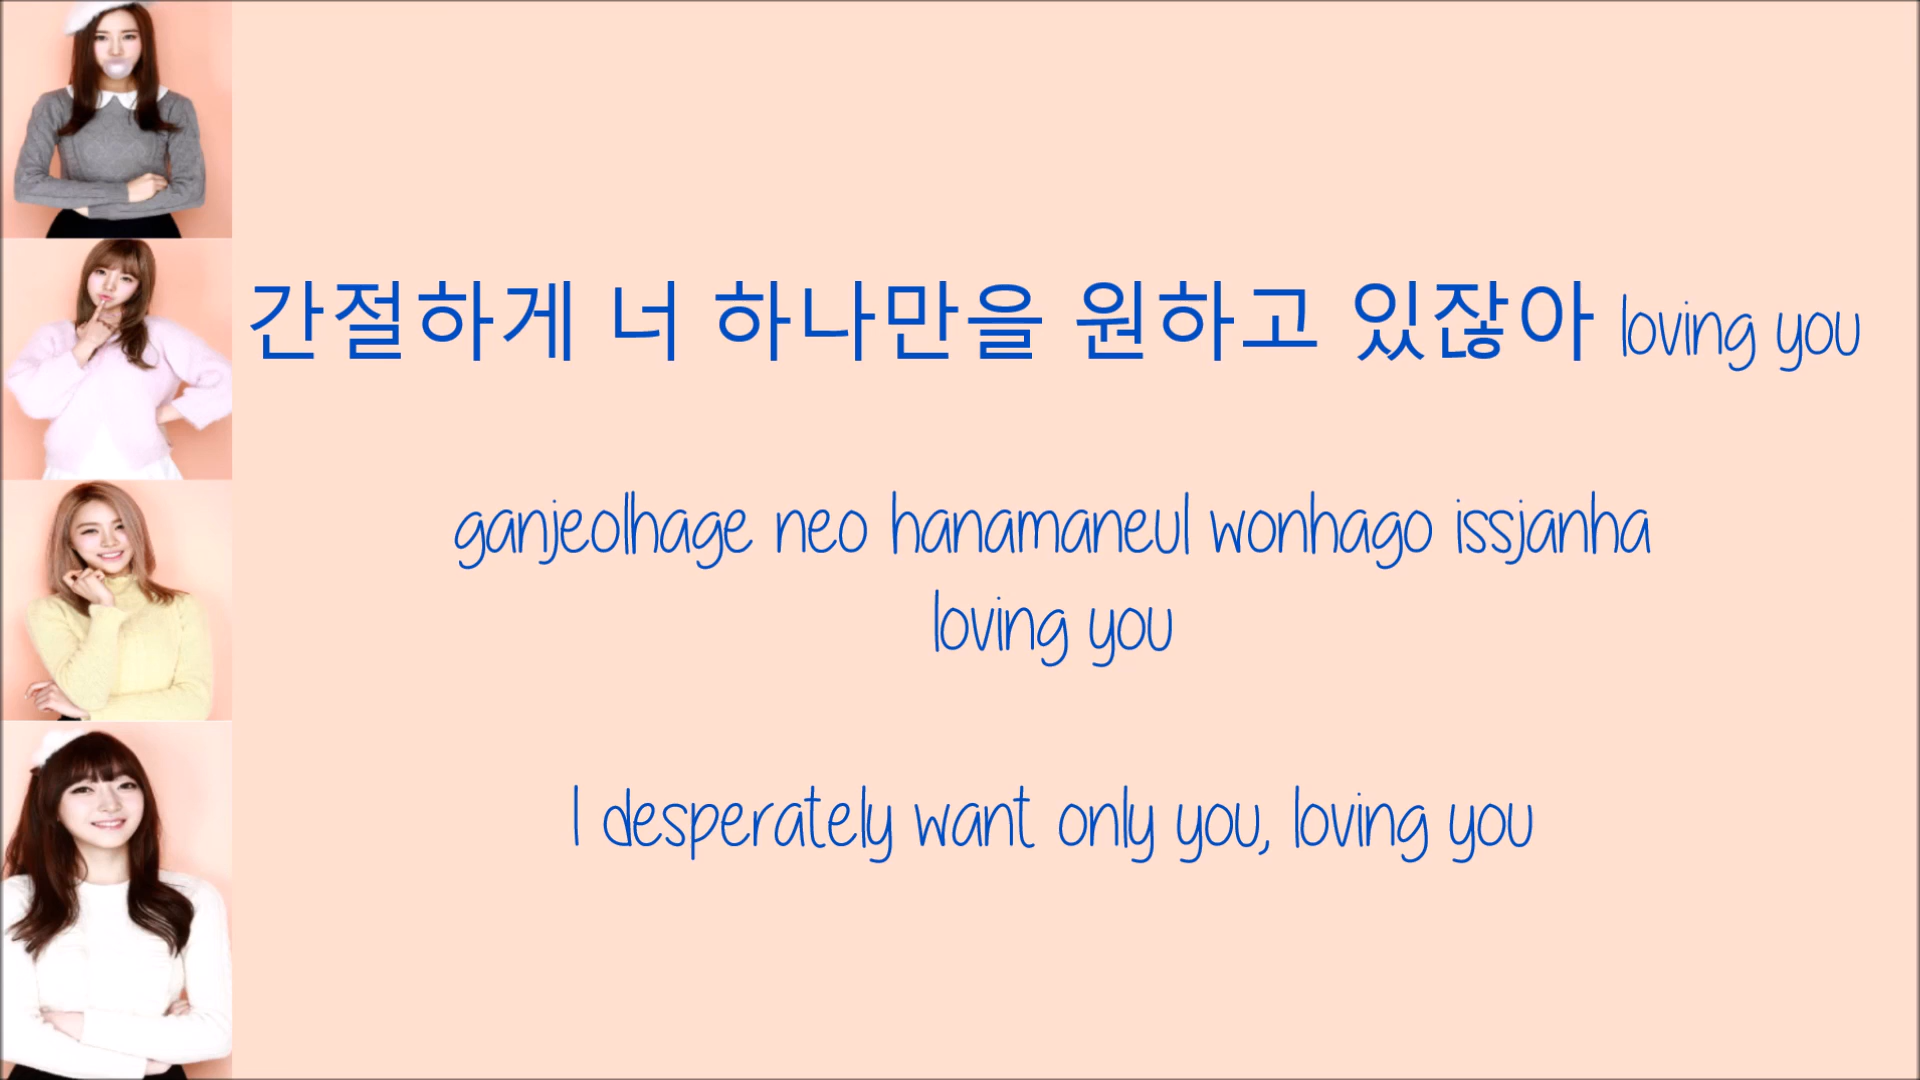 간절하게 너 하나만을 원하고 있잖아 loving you
ganjeolhage neo hanamaneul wonhago issjanha
loving you
I desperately want only you, loving you